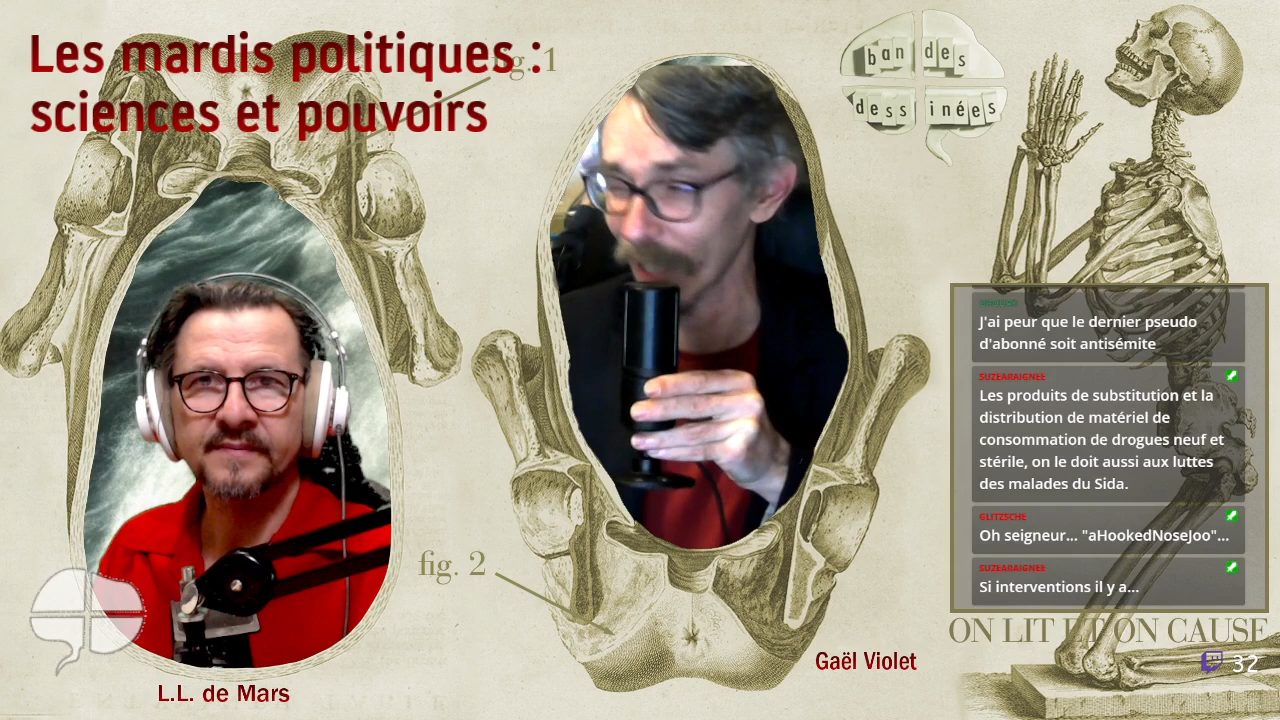 Les mardis politiques :
sciences et pouvoirs
fig. 1
ban des
dessinées
J'ai peur que le dernier pseudo
d'abonné soit antisémite
SUZEARAIGNEE
Les produits de substitution et la
distribution de matériel de
consommation de drogues neuf et
stérile, on le doit aussi aux luttes
des malades du Sida.
GLITZSCHE
Oh seigneur... "aHookedNoseJoo"...
SUZEARAIGNEE
Si interventions il y a...
fig. 2
ON LIT ET ON CAUSE
32
Gaël Violet
L.L. de Mars